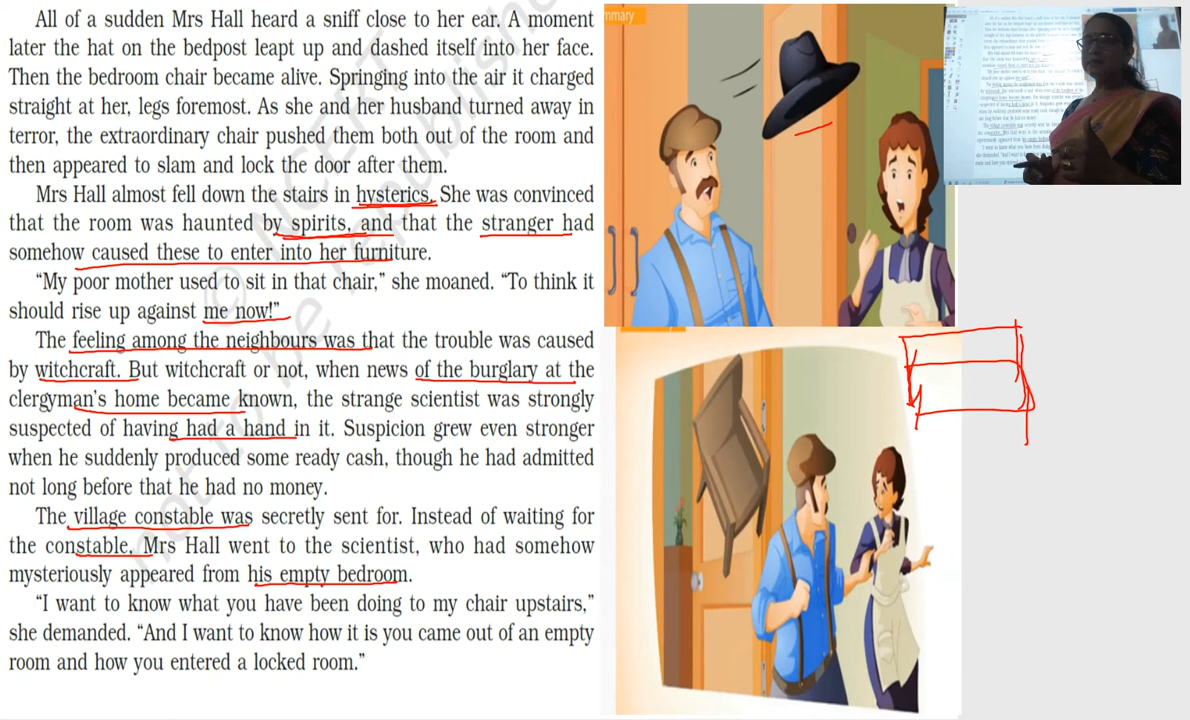 All of a sudden Mrs Hall heard a sniff close to her ear. A moment
later the hat on the bedpost leapt up and dashed itself into her face.
Then the bedroom chair became alive. Springing into the air it charged
straight at her, legs foremost. As she and her husband turned away in
terror, the extraordinary chair pushed them both out of the room and
then appeared to slam and lock the door after them.
Mrs Hall almost fell down the stairs in hysterics. She was convinced
that the room was haunted by spirits, and that the stranger had
somehow caused these to enter into her furniture.
“My poor mother used to sit in that chair,” she moaned. “To think it
should rise up against me now!”
The feeling among the neighbours was that the trouble was caused
by witchcraft. But witchcraft or not, when news of the burglary at the
clergyman’s home became known, the strange scientist was strongly
suspected of having had a hand in it. Suspicion grew even stronger
when he suddenly produced some ready cash, though he had admitted
not long before that he had no money.
The village constable was secretly sent for. Instead of waiting for
the constable, Mrs Hall went to the scientist, who had somehow
mysteriously appeared from his empty bedroom.
“I want to know what you have been doing to my chair upstairs,”
she demanded. “And I want to know how it is you came out of an empty
room and how you entered a locked room.”
© NCERT
not to be republished
mmary